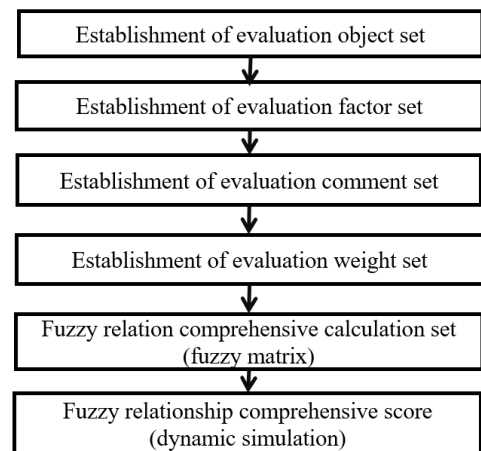 Establishment of evaluation object set
Establishment of evaluation factor set
Establishment of evaluation comment set
Establishment of evaluation weight set
Fuzzy relation comprehensive calculation set
(fuzzy matrix)
Fuzzy relationship comprehensive score
(dynamic simulation)